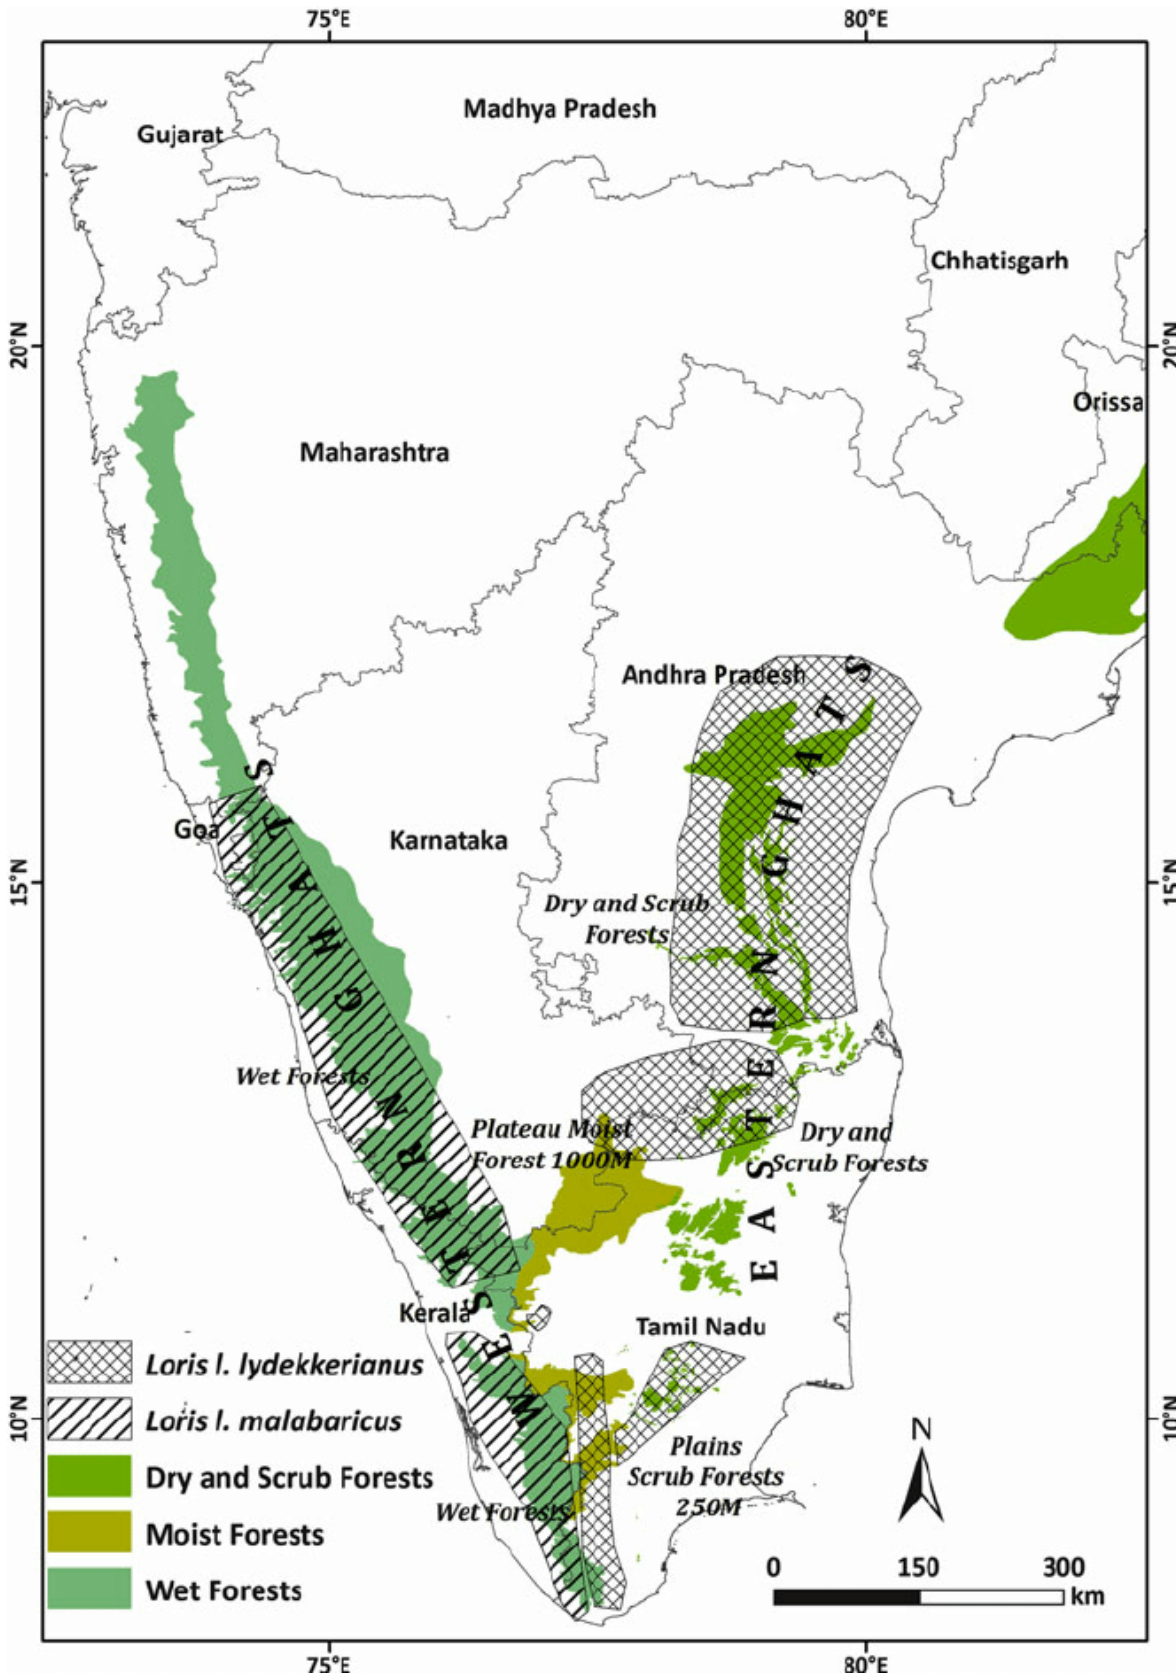 75°E
80°E
Madhya Pradesh
Gujarat
Chhatisgarh
20°N
20°N
Orissa
Maharashtra
Andhra Pradesh
Goa
Karnataka
15°N
15°N
Dry and Scrub
Forests
WESTERN GHATS
EASTERN GHATS
Wet Forests
Plateau Moist
Forest 1000M
Dry and
Scrub Forests
Kerala
Tamil Nadu
Loris l. lydekkerianus
Loris l. malabaricus
10°N
10°N
Plains
Scrub Forests
250M
N
Dry and Scrub Forests
Wet Forests
Moist Forests
Wet Forests
0 150 300
km
75°E
80°E